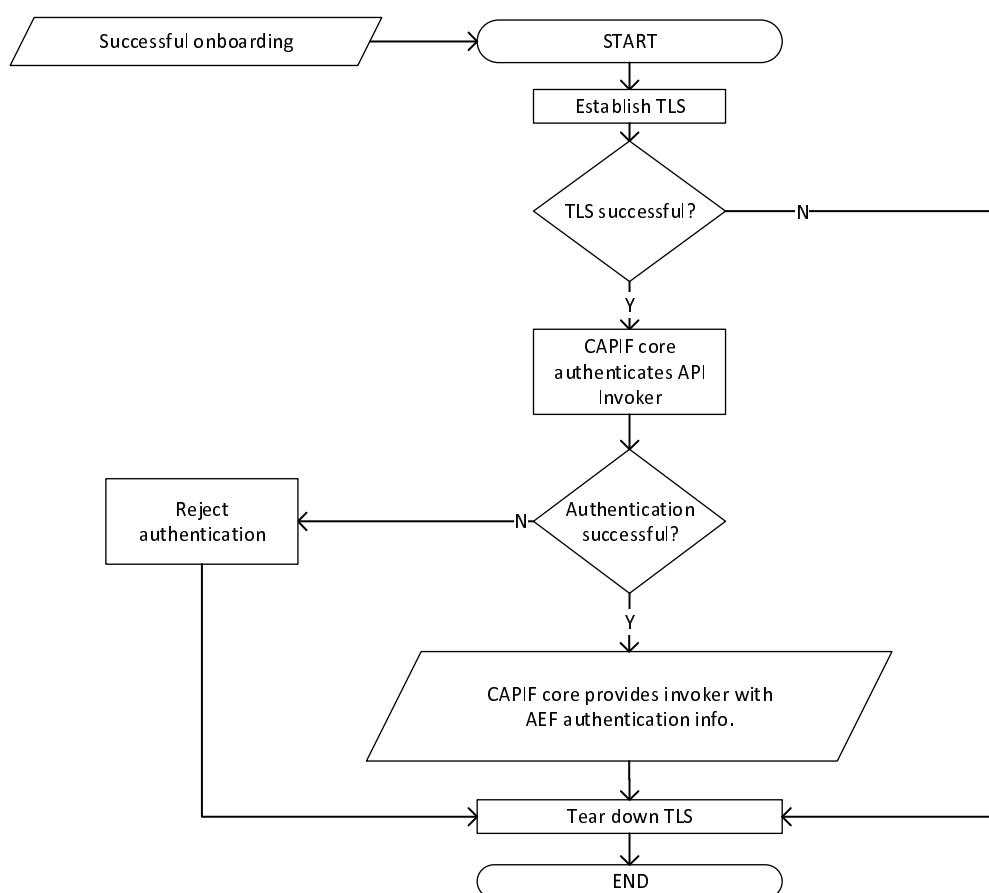 Successful onboarding
START
Establish TLS
TLS successful?
N
Y
CAPIF core
authenticates API
Invoker
Authentication
successful?
N
Reject
authentication
Y
CAPIF core provides invoker with
AEF authentication info.
Tear down TLS
END